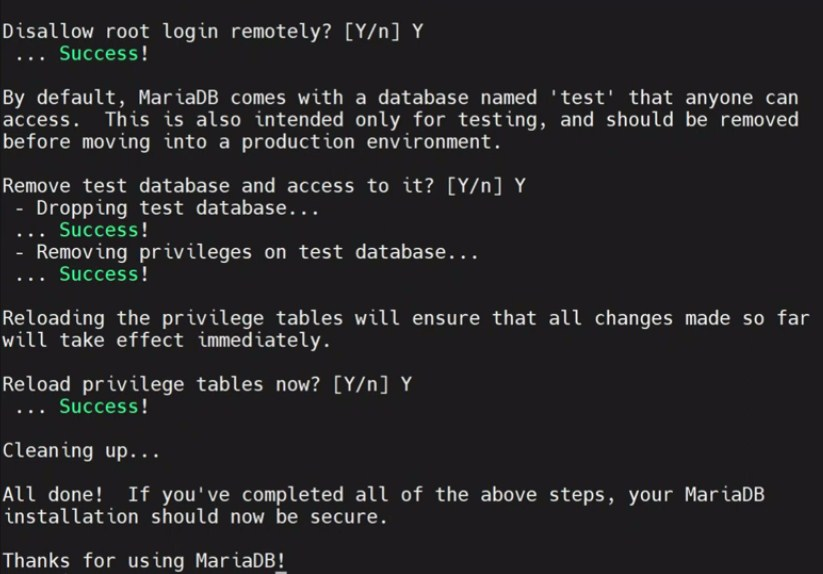 Disallow root login remotely? [Y/n] Y
 ... Success!
By default, MariaDB comes with a database named 'test' that anyone can
access.  This is also intended only for testing, and should be removed
before moving into a production environment.
Remove test database and access to it? [Y/n] Y
 - Dropping test database...
 ... Success!
 - Removing privileges on test database...
 ... Success!
Reloading the privilege tables will ensure that all changes made so far
will take effect immediately.
Reload privilege tables now? [Y/n] Y
 ... Success!
Cleaning up...
All done!  If you've completed all of the above steps, your MariaDB
installation should now be secure.
Thanks for using MariaDB!